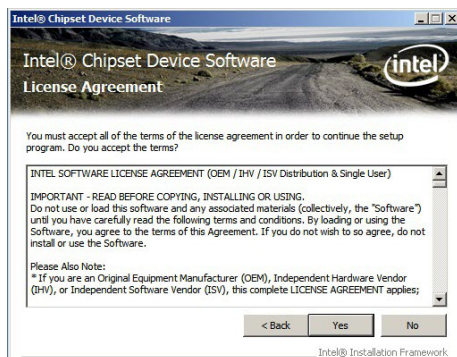 Intel® Chipset Device Software
Intel® Chipset Device Software
License Agreement
intel
You must accept all of the terms of the license agreement in order to continue the setup
program. Do you accept the terms?
INTEL SOFTWARE LICENSE AGREEMENT (OEM / IHV / ISV Distribution & Single User)
IMPORTANT - READ BEFORE COPYING, INSTALLING OR USING.
Do not use or load this software and any associated materials (collectively, the "Software")
until you have carefully read the following terms and conditions. By loading or using the
Software, you agree to the terms of this Agreement. If you do not wish to so agree, do not
install or use the Software.
Please Also Note:
* If you are an Original Equipment Manufacturer (OEM), Independent Hardware Vendor
(IHV), or Independent Software Vendor (ISV), this complete LICENSE AGREEMENT applies;
< Back Yes No
Intel® Installation Framework